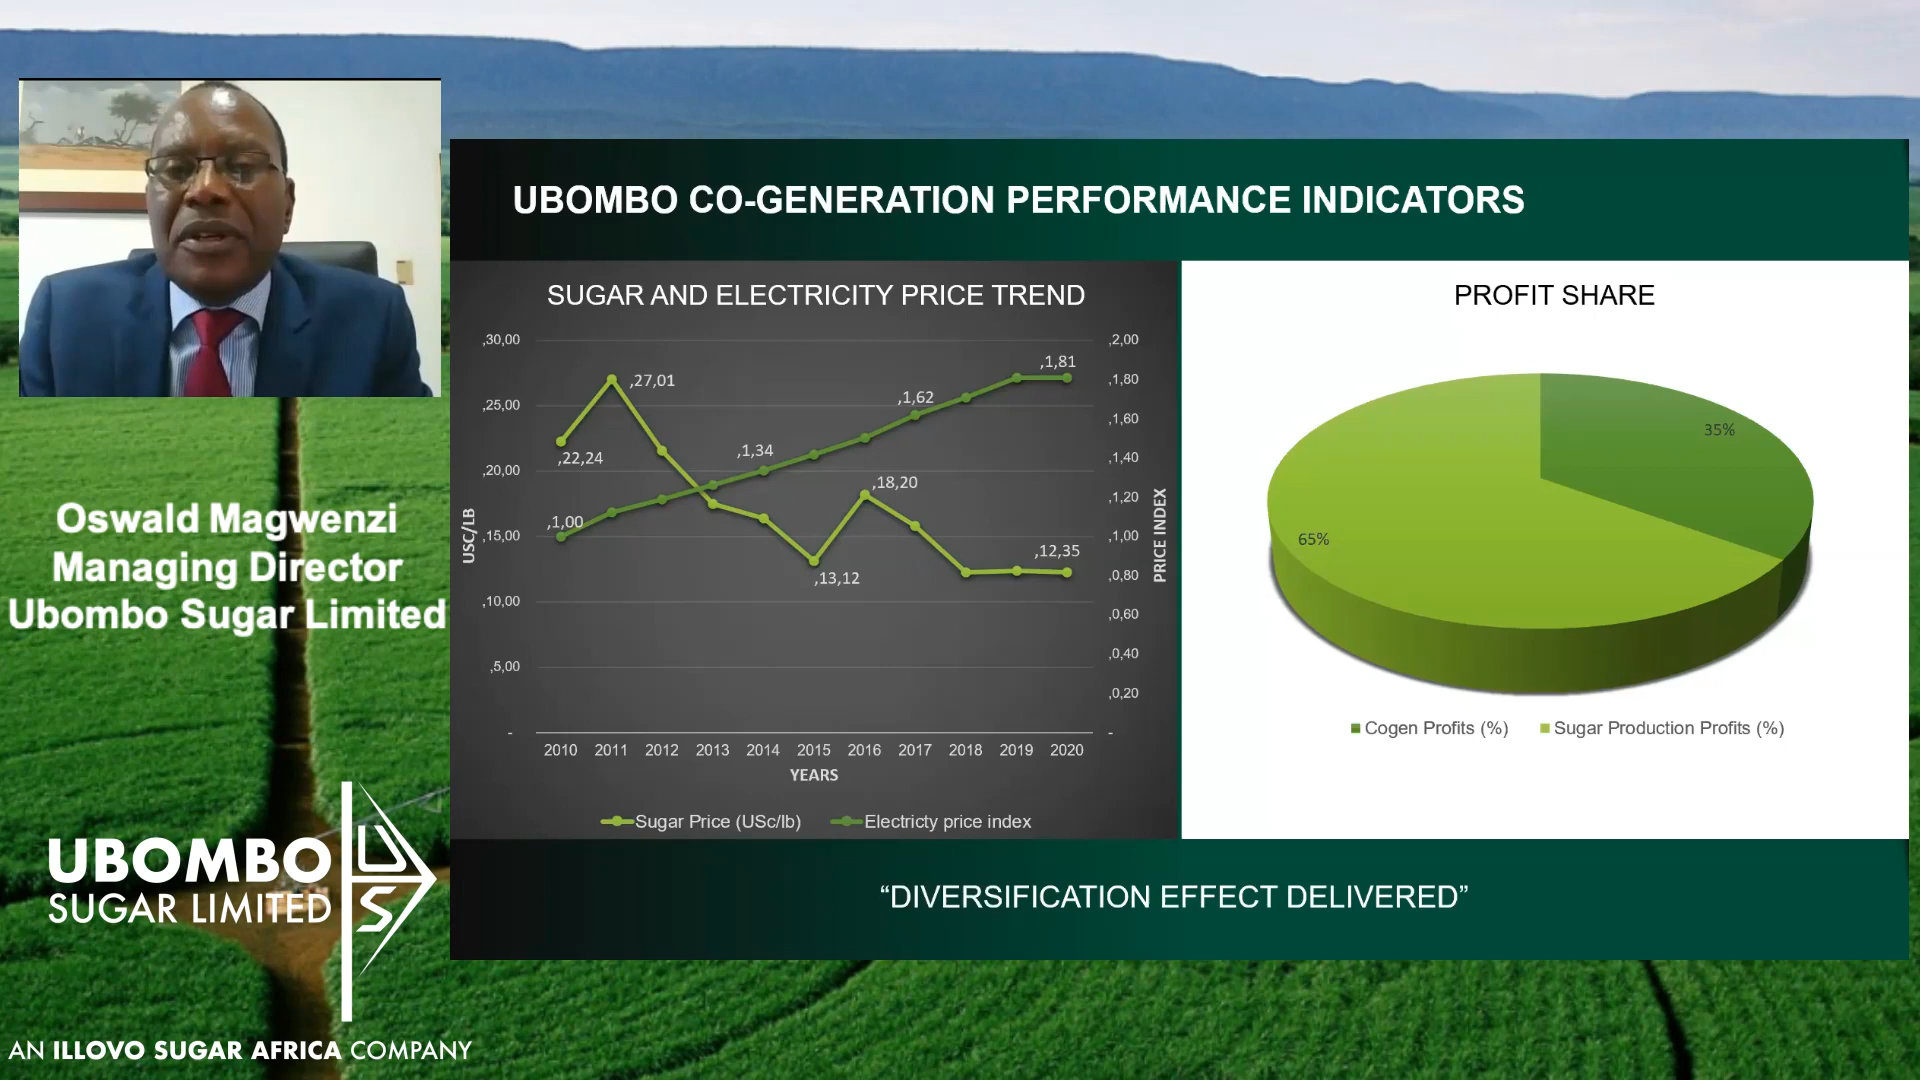 UBOMBO CO-GENERATION PERFORMANCE INDICATORS
SUGAR AND ELECTRICITY PRICE TREND
,30,00
,25,00
,20,00
,15,00
,10,00
,5,00
-
USC/LB
,2,00
,1,80
,1,60
,1,40
,1,20
,1,00
,0,80
,0,60
,0,40
,0,20
-
PRICE INDEX
,27,01
,22,24
,1,00
,1,34
,13,12
,18,20
,1,62
,1,81
,12,35
2010 2011 2012 2013 2014 2015 2016 2017 2018 2019 2020
YEARS
Sugar Price (USc/lb) Electricty price index
PROFIT SHARE
35%
65%
Cogen Profits (%) Sugar Production Profits (%)
“DIVERSIFICATION EFFECT DELIVERED”
Oswald Magwenzi
Managing Director
Ubombo Sugar Limited
UBOMBO
SUGAR LIMITED
US
AN ILLOVO SUGAR AFRICA COMPANY